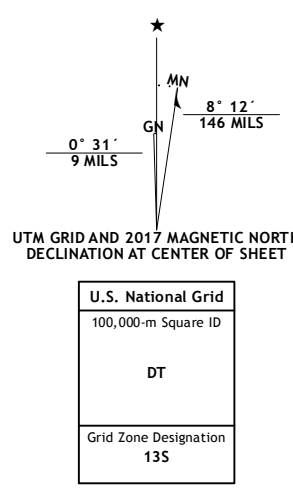 MN
8° 12´
146 MILS
GN
0° 31´
9 MILS
UTM GRID AND 2017 MAGNETIC NORTH
DECLINATION AT CENTER OF SHEET
U.S. National Grid
100,000-m Square ID
DT
Grid Zone Designation
13S